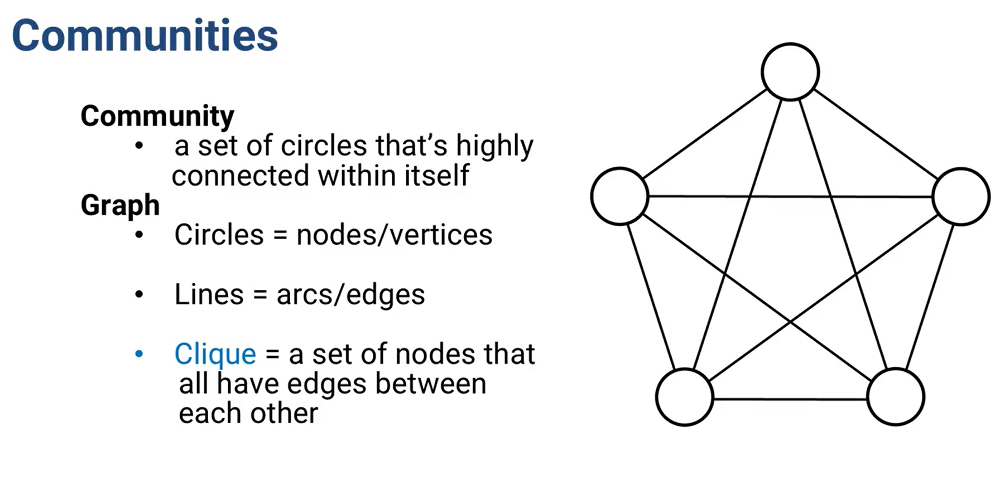 Communities
Community
• a set of circles that’s highly
connected within itself
Graph
• Circles = nodes/vertices
• Lines = arcs/edges
• Clique = a set of nodes that
all have edges between
each other